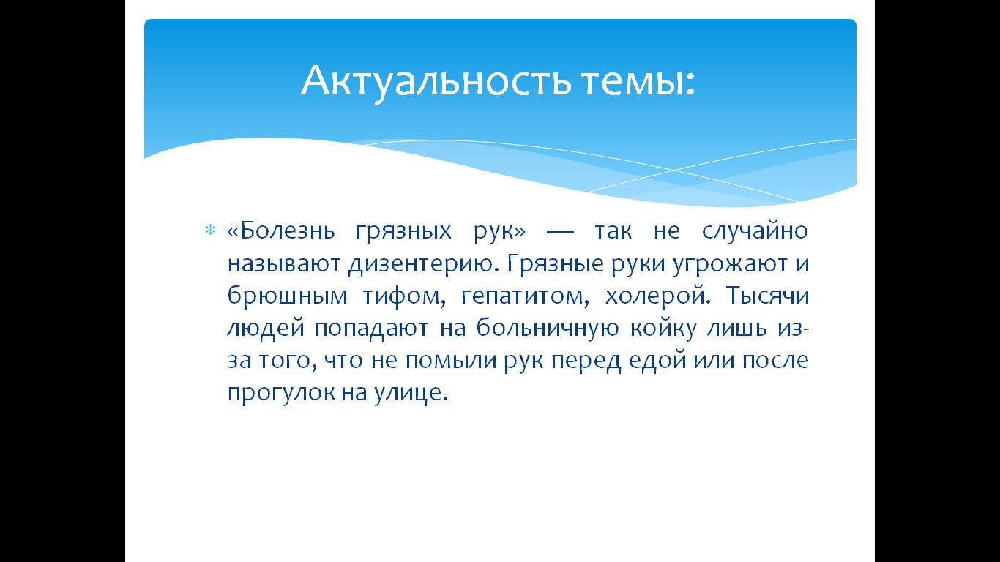 Актуальность темы:
«Болезнь грязных рук» — так не случайно
называют дизентерию. Грязные руки угрожают и
брюшным тифом, гепатитом, холерой. Тысячи
людей попадают на больничную койку лишь из-
за того, что не помыли рук перед едой или после
прогулок на улице.